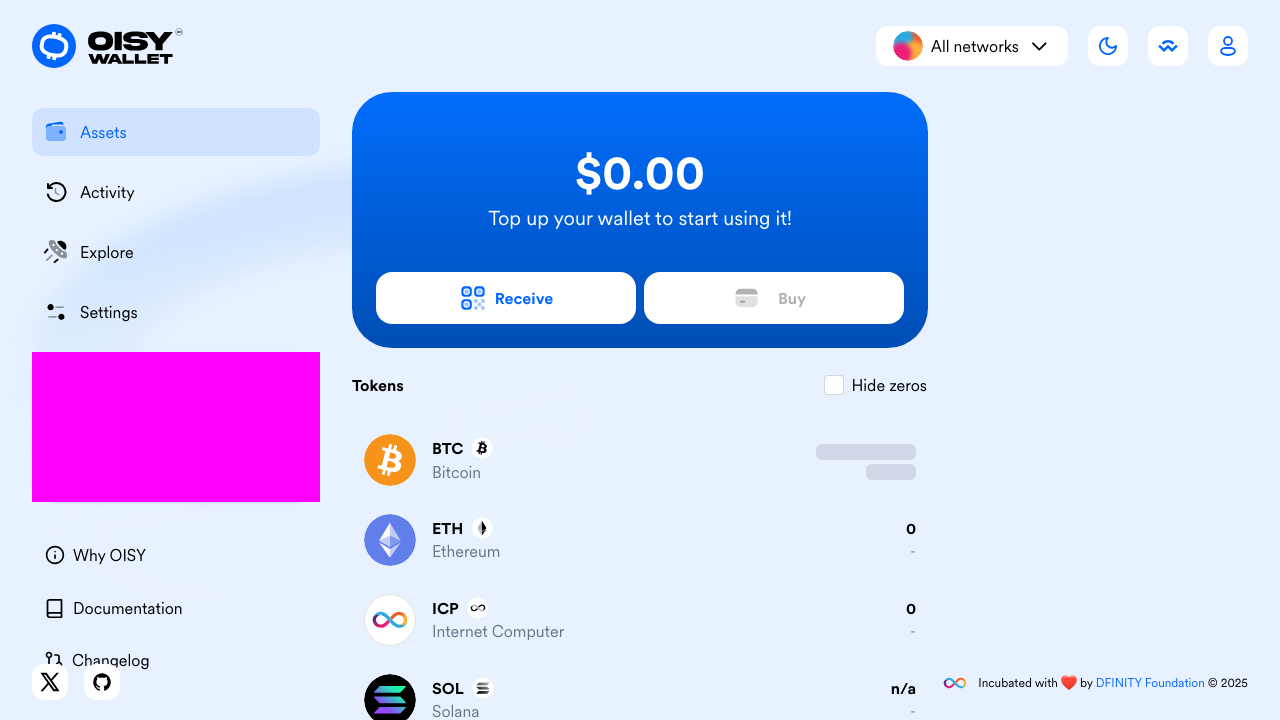 OISY
WALLET
All networks
Assets
Activity
Explore
Settings
$0.00
Top up your wallet to start using it!
Receive
Buy
Tokens
Hide zeros
BTC
Bitcoin
ETH
Ethereum
0
-
ICP
Internet Computer
0
-
SOL
Solana
n/a
-
Why OISY
Documentation
Changelog
Incubated with ❤️ by DFINITY Foundation © 2025